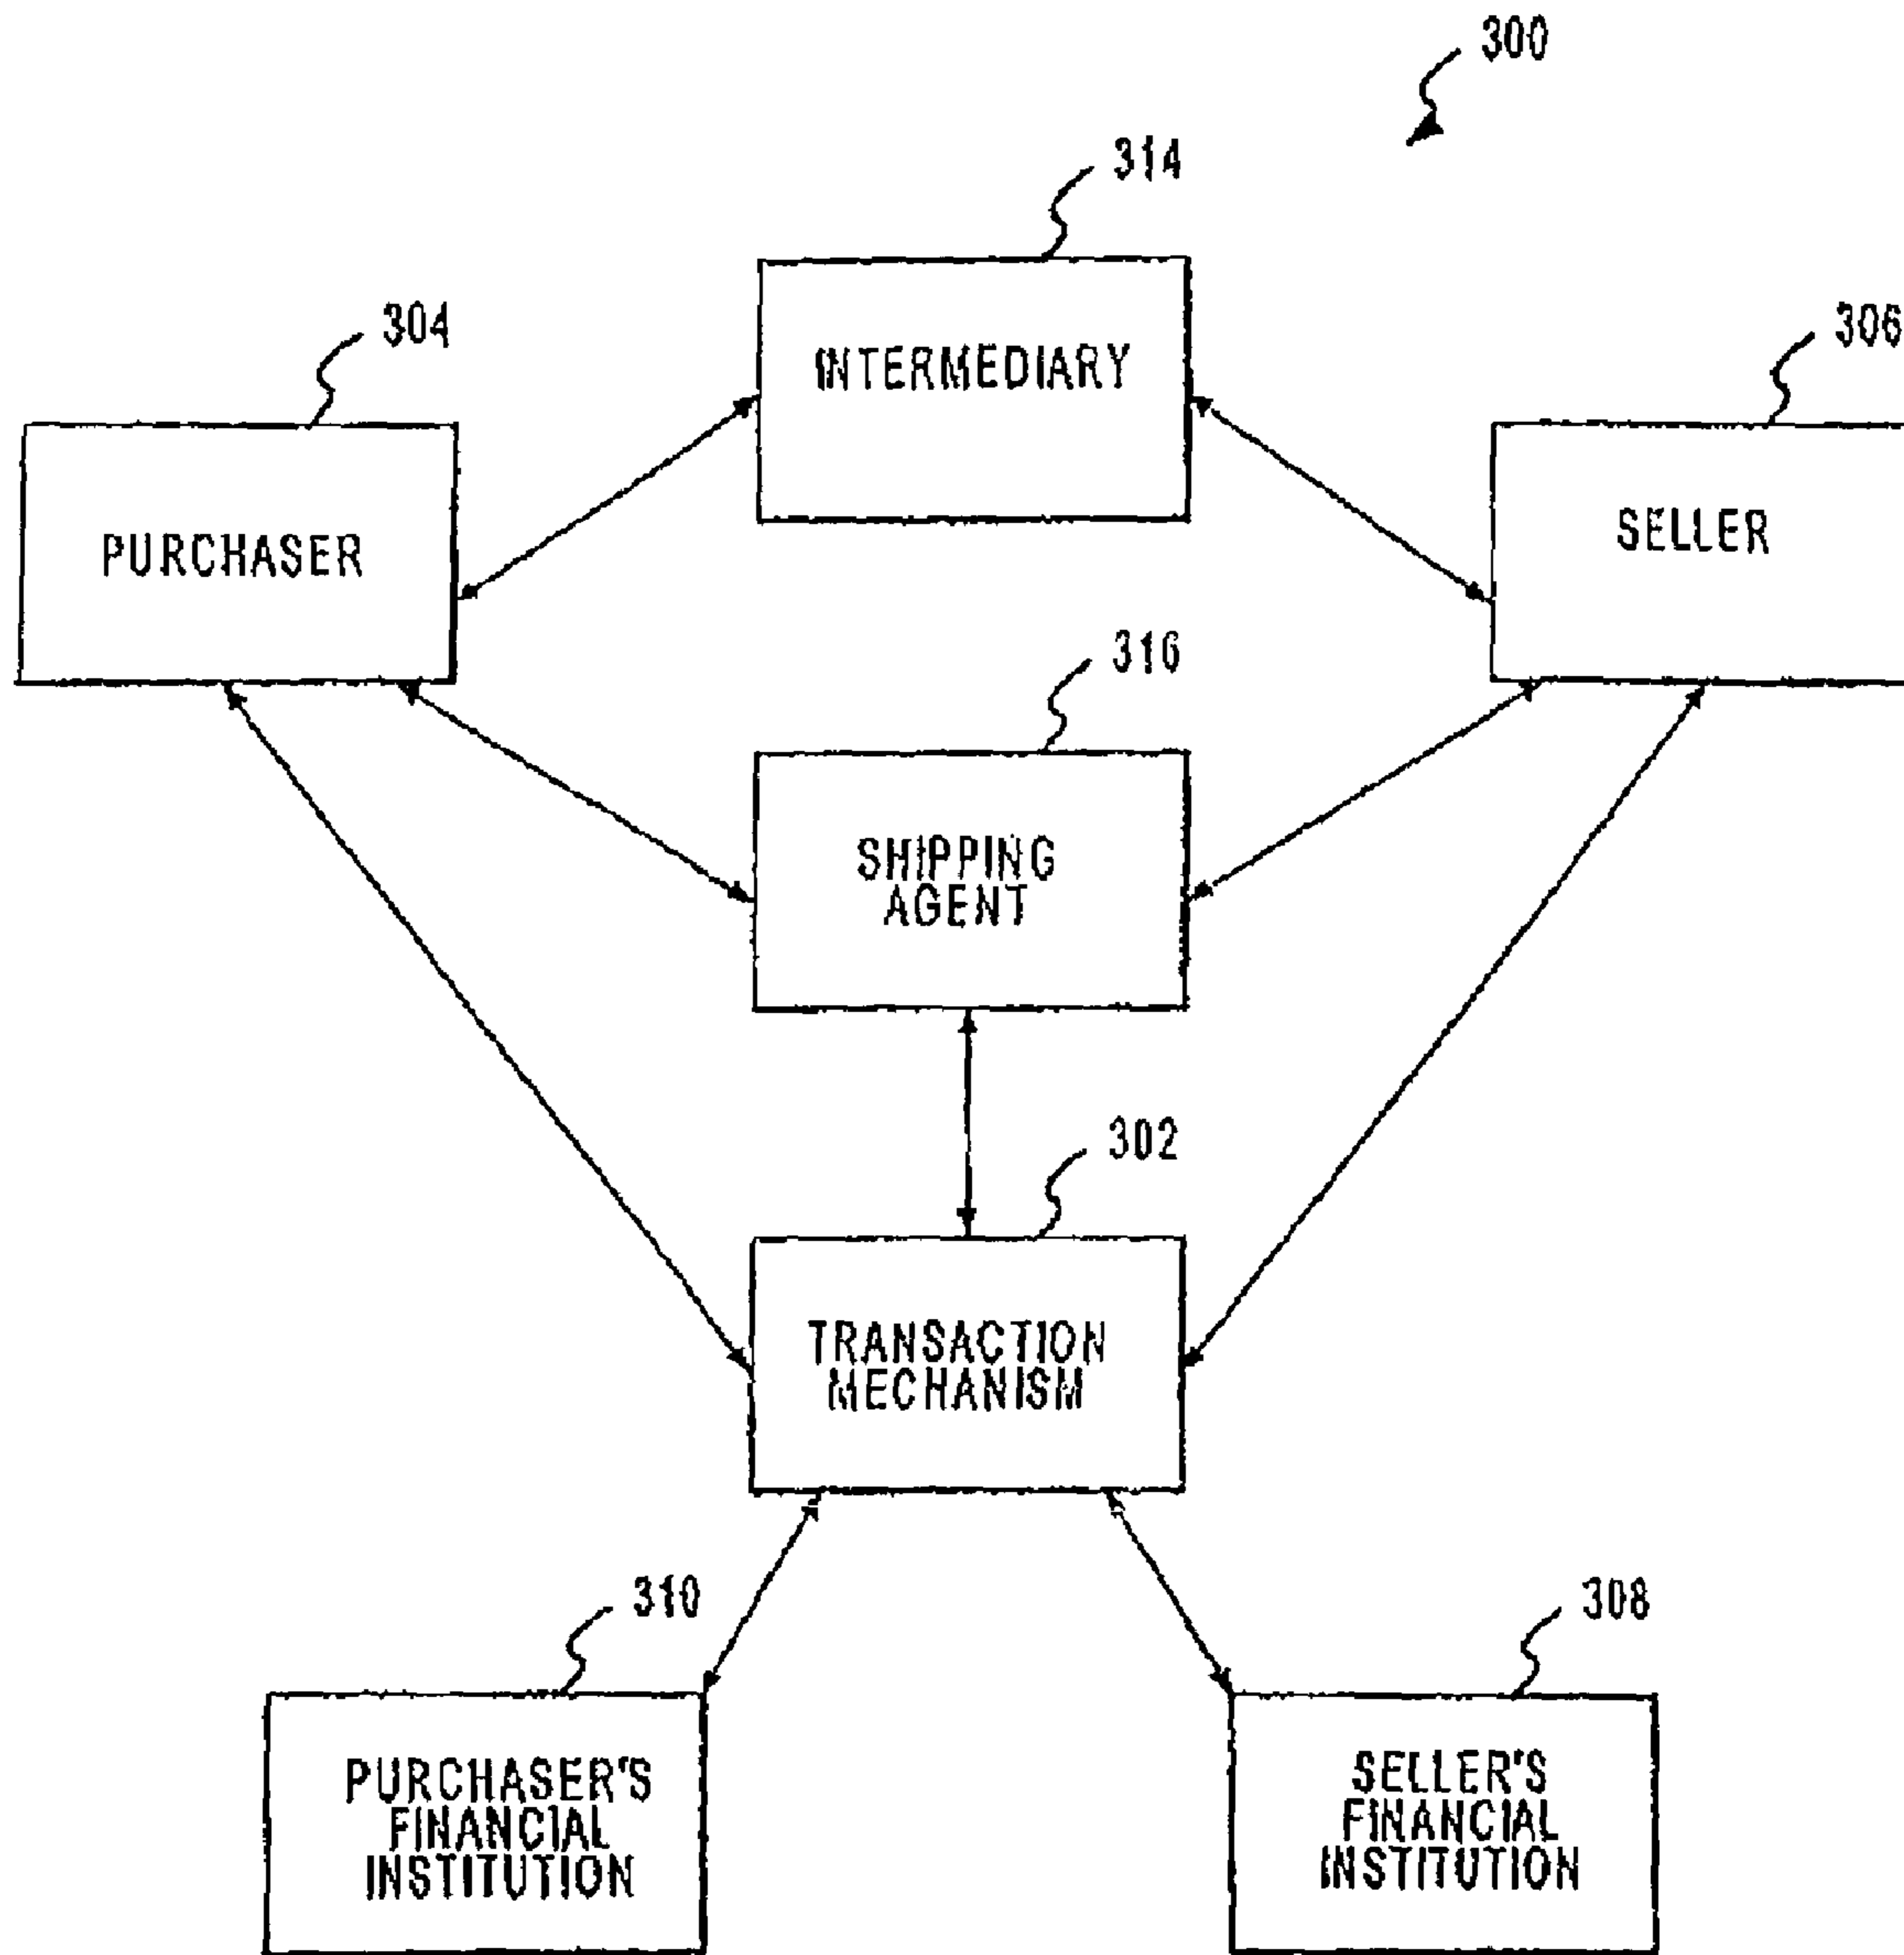 300
314
304
306
INTERMEDIARY
PURCHASER
SELLER
316
SHIPPING
AGENT
302
TRANSACTION
MECHANISM
310
308
PURCHASER'S
FINANCIAL
INSTITUTION
SELLER'S
FINANCIAL
INSTITUTION